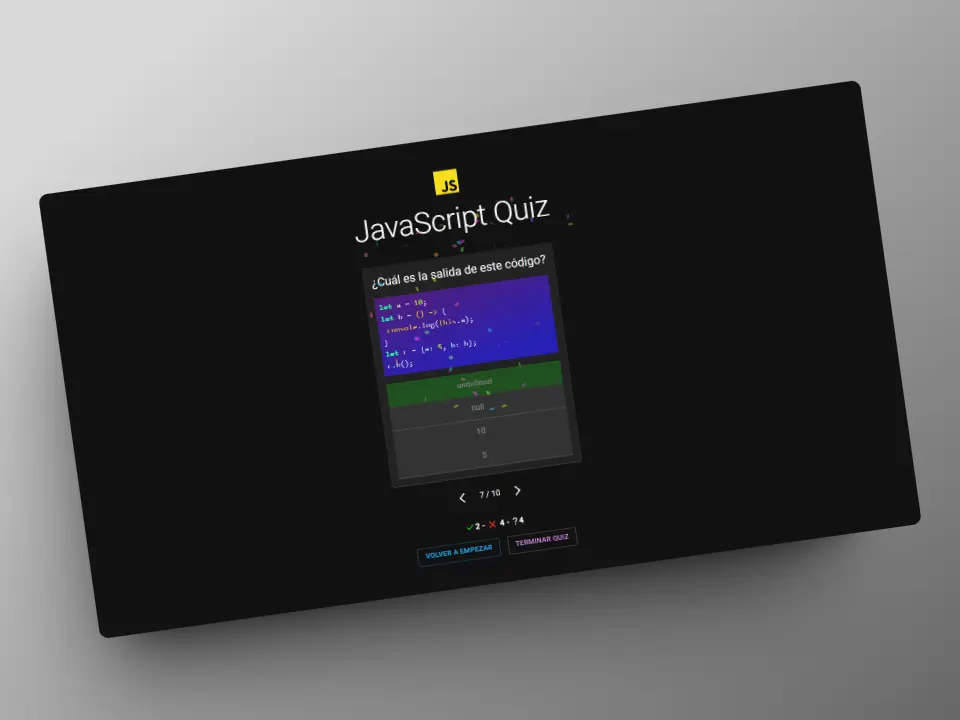 JS
JavaScript Quiz
¿Cuál es la salida de este código?
let a = 10;
let b = () => {
console.log(this.a);
}
let c = {a: 5, b: b};
c.b();
undefined
null
10
5
7 / 10
2 - 4 - ? 4
VOLVER A EMPEZAR
TERMINAR QUIZ